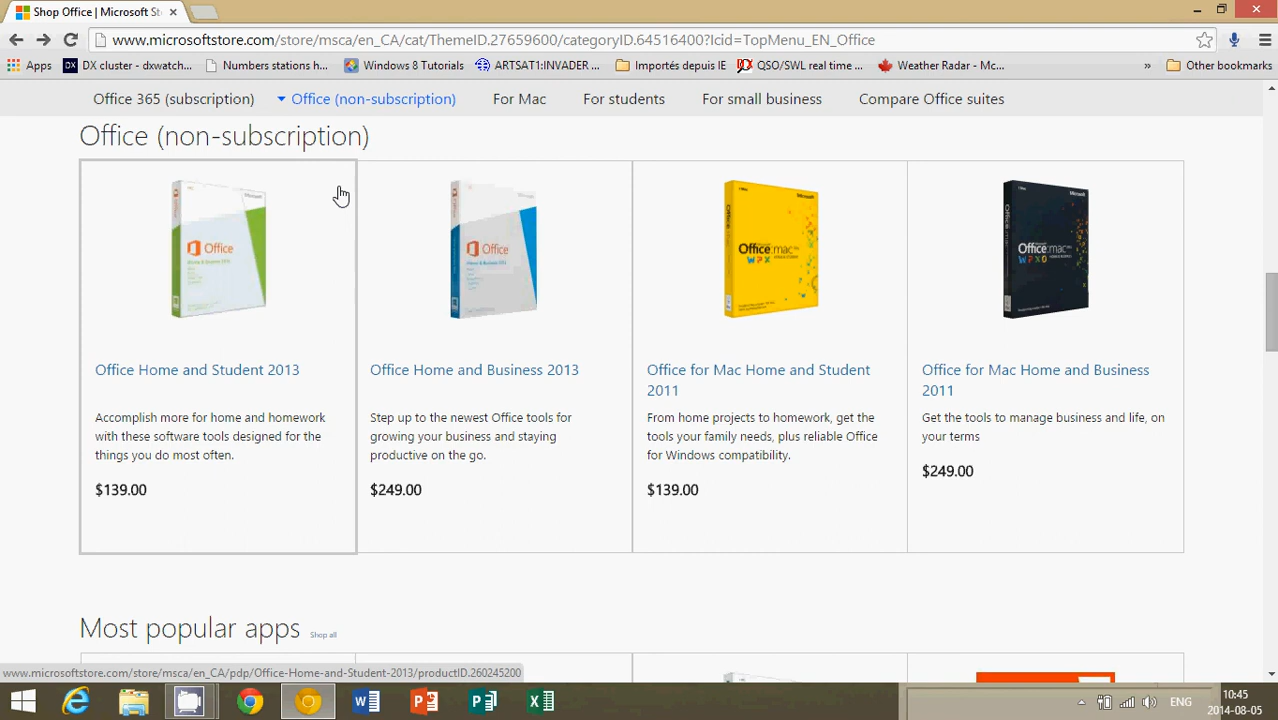 Shop Office | Microsoft St
www.microsoftstore.com/store/msca/en_CA/cat/ThemeID.27659600/categoryID.64516400?Icid=TopMenu_EN_Office
Apps DX cluster - dxwatch... Numbers stations h... Windows 8 & Tutorials ARTSAT1:INVADER ... Importés depuis IE QSO/SWL real time ... Weather Radar - Mc... » Other bookmarks
Office 365 (subscription) Office (non-subscription) For Mac For students For small business Compare Office suites
Office (non-subscription)
Microsoft Microsoft Microsoft Microsoft
Office Office Office:mac Office:mac
Office Home and Student 2013
Accomplish more for home and homework
with these software tools designed for the
things you do most often.
$139.00
Office Home and Business 2013
Step up to the newest Office tools for
growing your business and staying
productive on the go.
$249.00
Office for Mac Home and Student
2011
From home projects to homework, get the
tools your family needs, plus reliable Office
for Windows compatibility.
$139.00
Office for Mac Home and Business
2011
Get the tools to manage business and life, on
your terms
$249.00
Most popular apps Shop all
www.microsoftstore.com/store/msca/en_CA/pdp/Office-Home-and-Student-2013/productID.260245200
ENG
10:45
2014-08-05